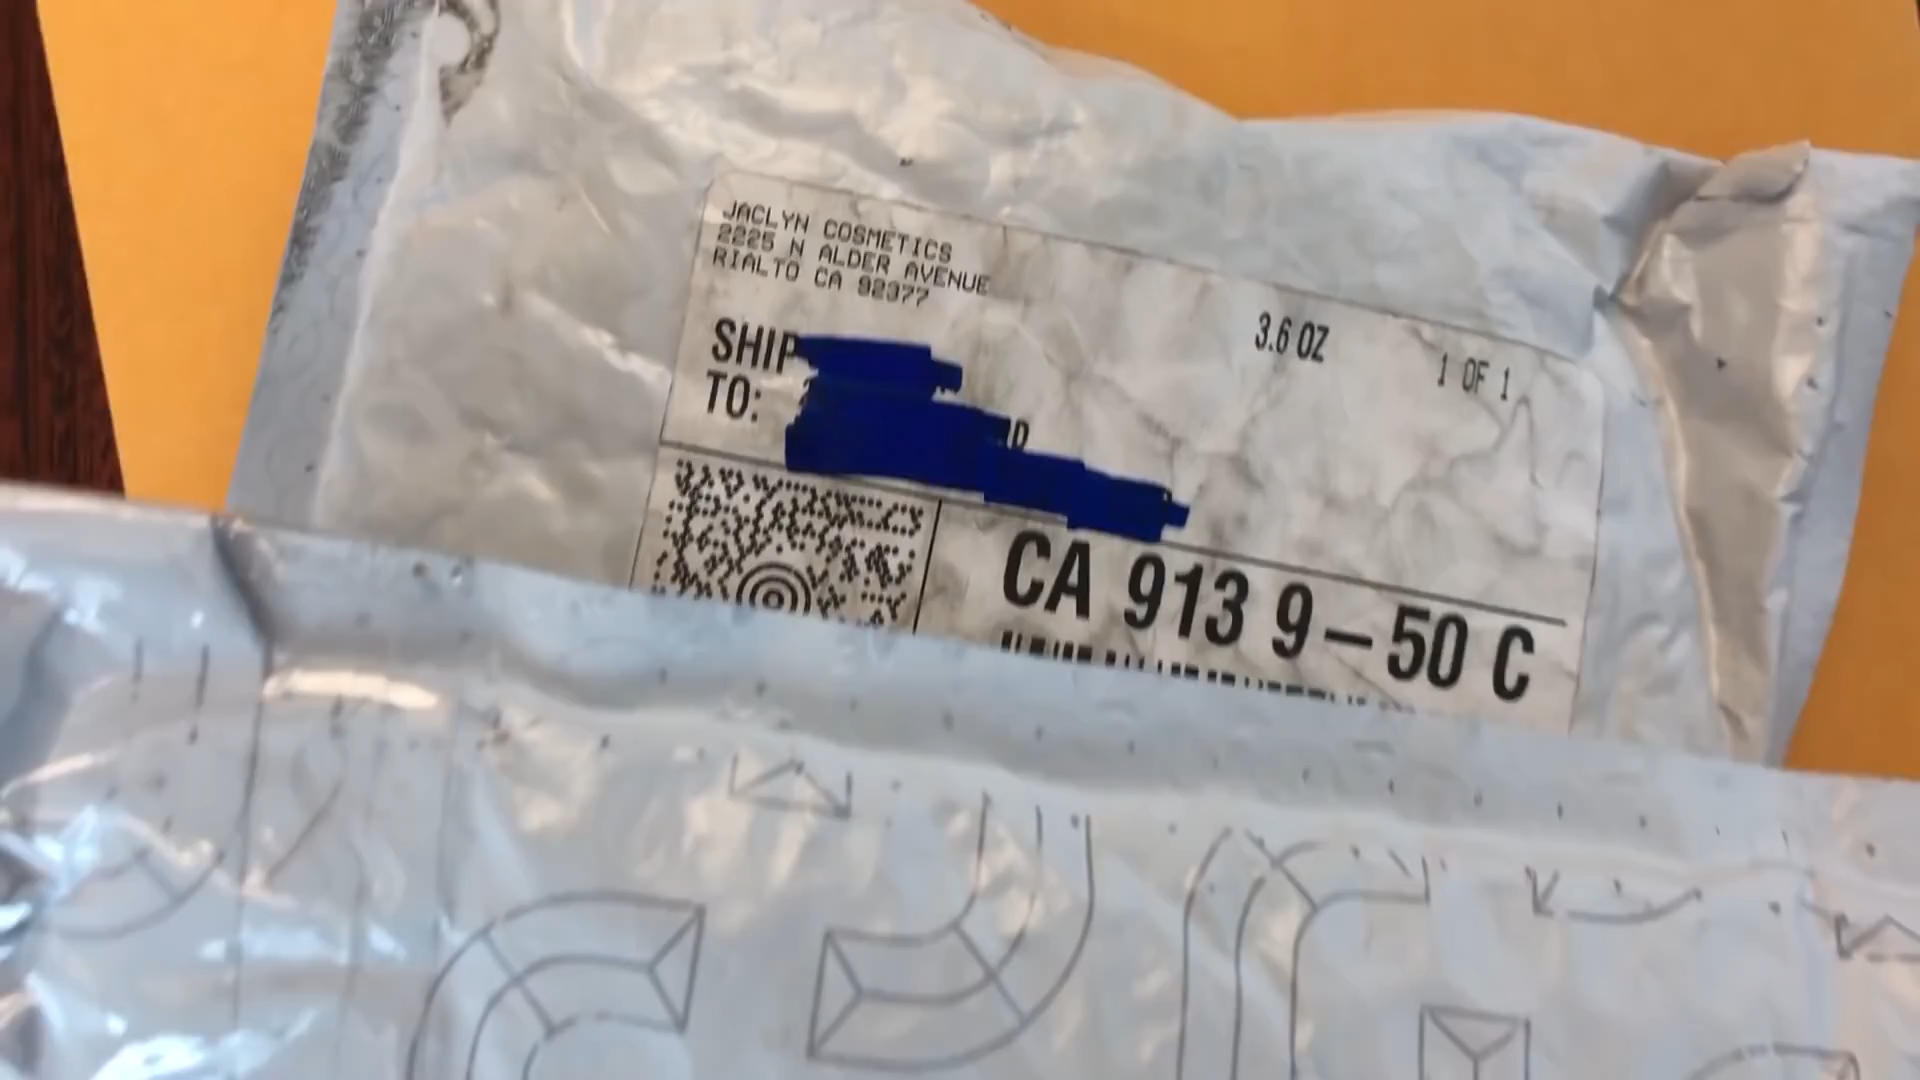 JACLYN COSMETICS
2225 N ALDER AVENUE
RIALTO CA 92377
3.6 OZ
1 OF 1
SHIP
TO:
CA 913 9-50 C